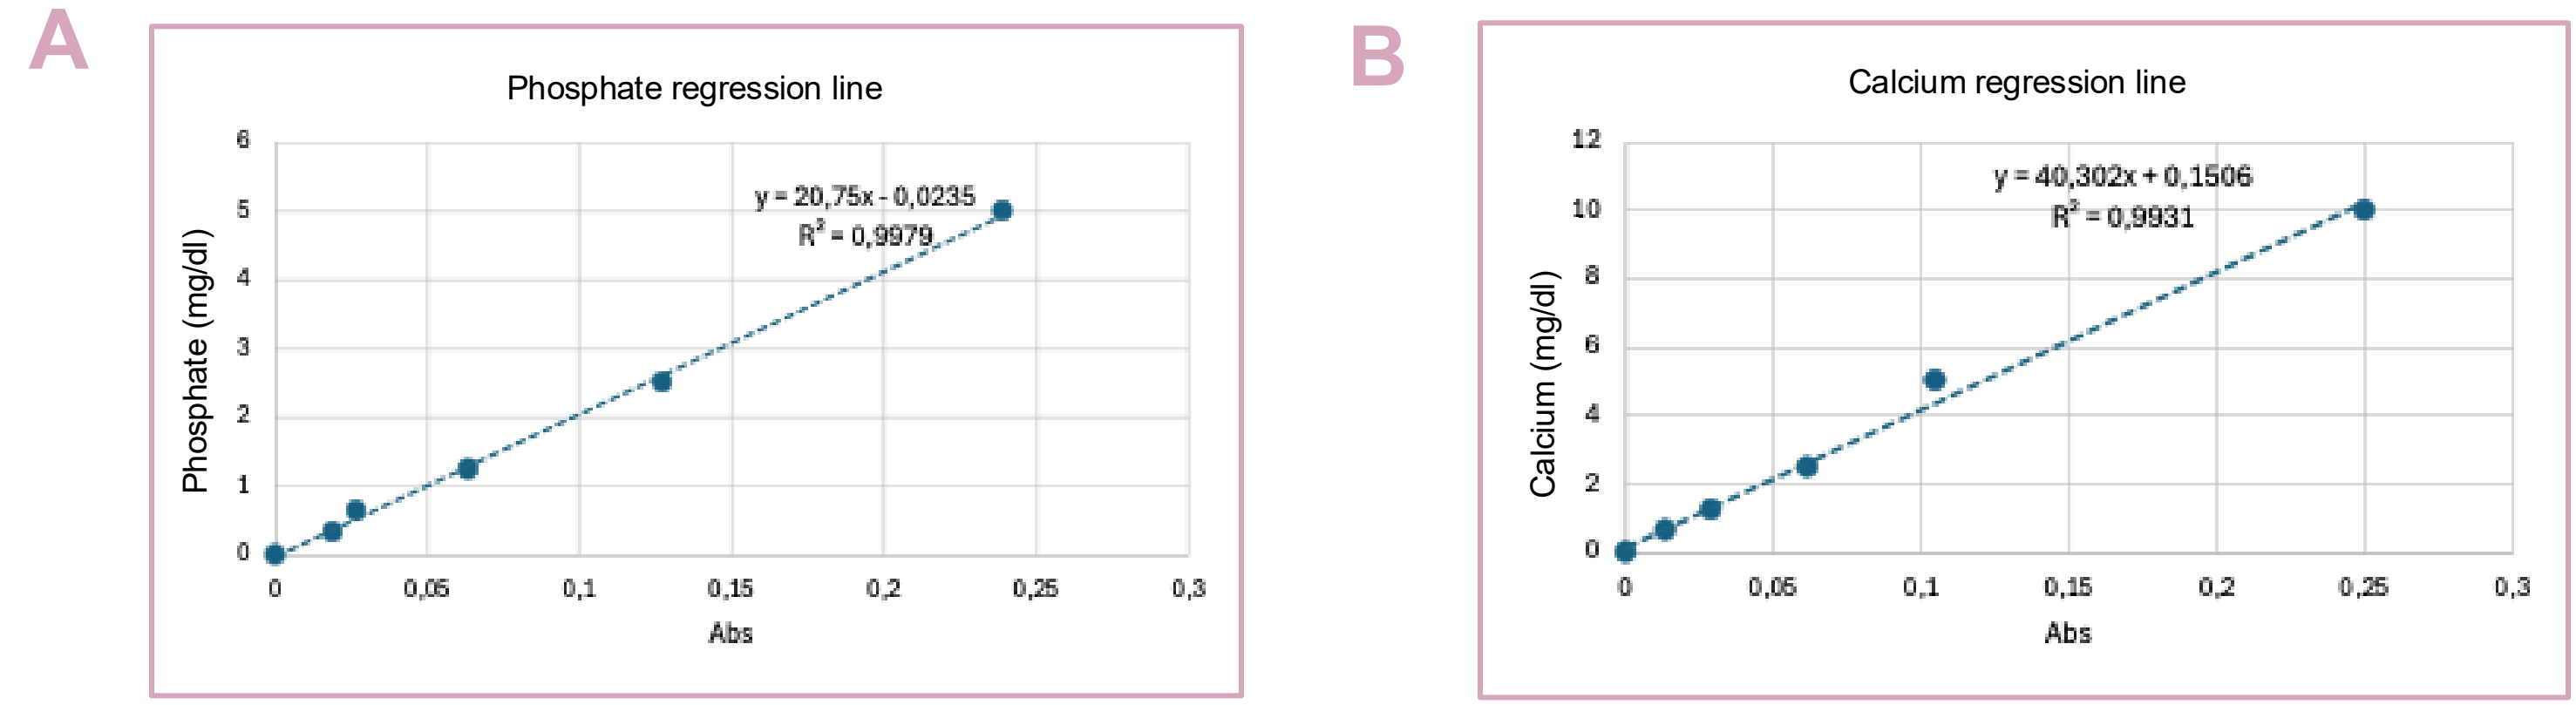 A
Phosphate regression line
6
5
4
3
2
1
0
y = 20,75x - 0,0235
R² = 0,9979
Phosphate (mg/dl)
0 0,05 0,1 0,15 0,2 0,25 0,3
Abs
B
Calcium regression line
12
10
8
6
4
2
0
y = 40,302x + 0,1506
R² = 0,9931
Calcium (mg/dl)
0 0,05 0,1 0,15 0,2 0,25 0,3
Abs